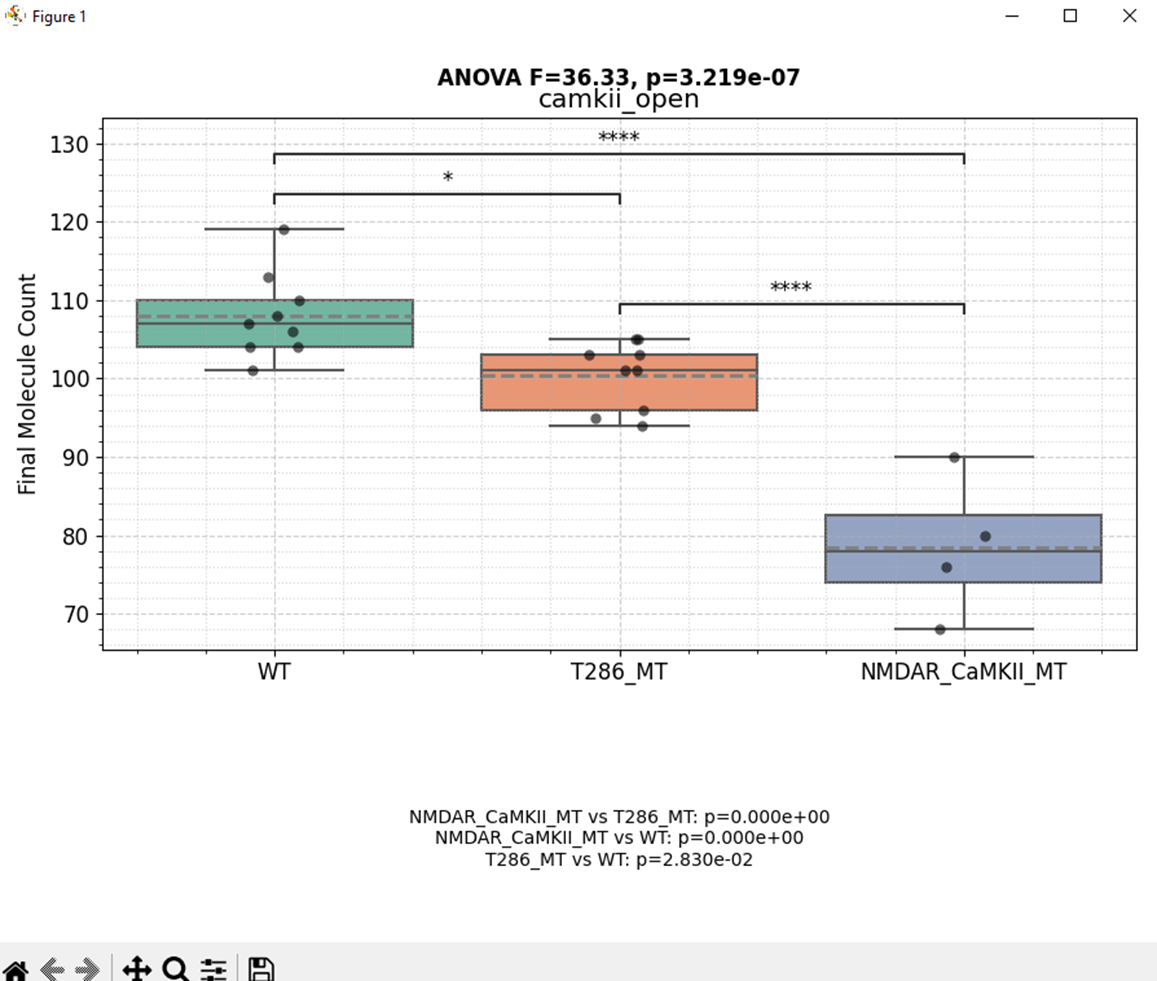 Figure 1
ANOVA F=36.33, p=3.219e-07
camkii_open
****
130
*
120
****
110
100
90
80
70
Final Molecule Count
WT T286_MT NMDAR_CaMKII_MT
NMDAR_CaMKII_MT vs T286_MT: p=0.000e+00
NMDAR_CaMKII_MT vs WT: p=0.000e+00
T286_MT vs WT: p=2.830e-02